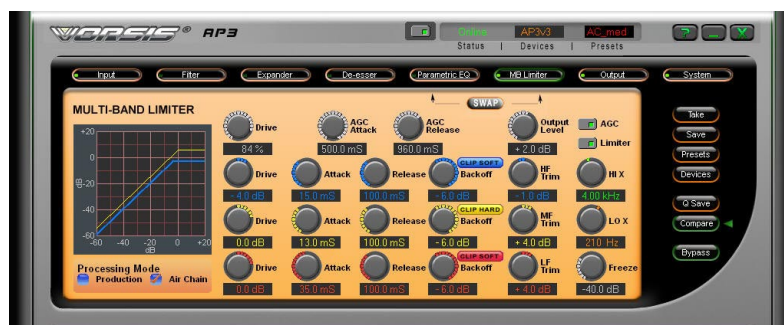 VORSIS® AP3
Online AP3v3 AC_med
Status | Devices | Presets
? _ X
Input Filter Expander De-esser Parametric EQ MB Limiter Output System
SWAP
MULTI-BAND LIMITER
+20
0
dB
-20
-40
-60
-60 -40 -20 0 +20
dB
Processing Mode
Production Air Chain
Drive AGC Attack AGC Release Output Level AGC
Limiter
84 % 500.0 mS 960.0 mS +2.0 dB
CLIP SOFT
Drive Attack Release Backoff HF Trim HI X
-4.0 dB 15.0 mS 100.0 mS -6.0 dB -1.0 dB 4.00 kHz
CLIP HARD
Drive Attack Release Backoff MF Trim LO X
0.0 dB 13.0 mS 100.0 mS -6.0 dB +4.0 dB 210 Hz
CLIP SOFT
Drive Attack Release Backoff LF Trim Freeze
0.0 dB 35.0 mS 100.0 mS -6.0 dB +4.0 dB -40.0 dB
Take
Save
Presets
Devices
Q Save
Compare
Bypass